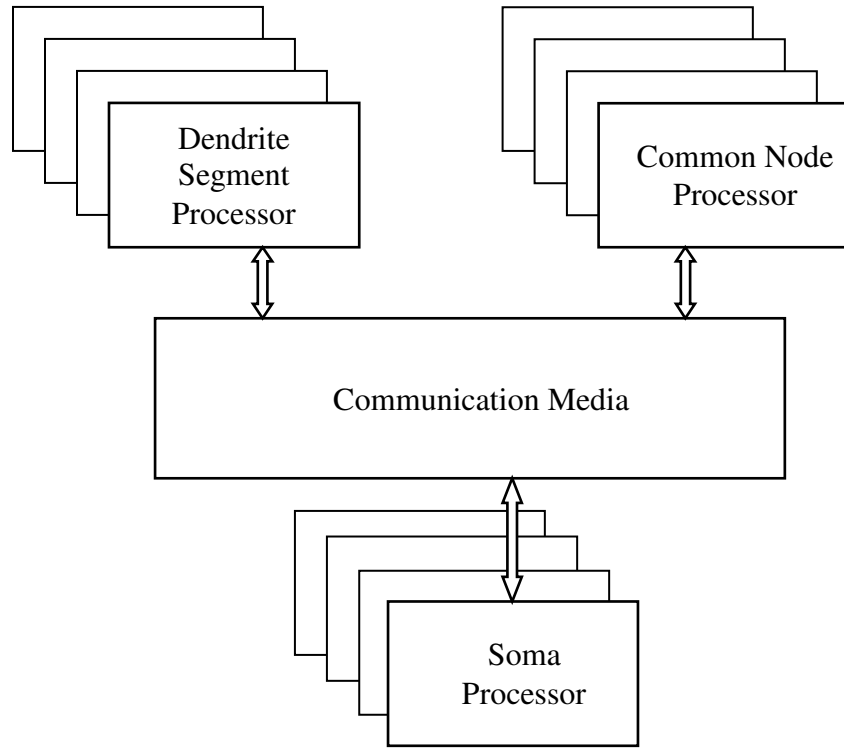 Dendrite
Segment
Processor
Common Node
Processor
Communication Media
Soma
Processor